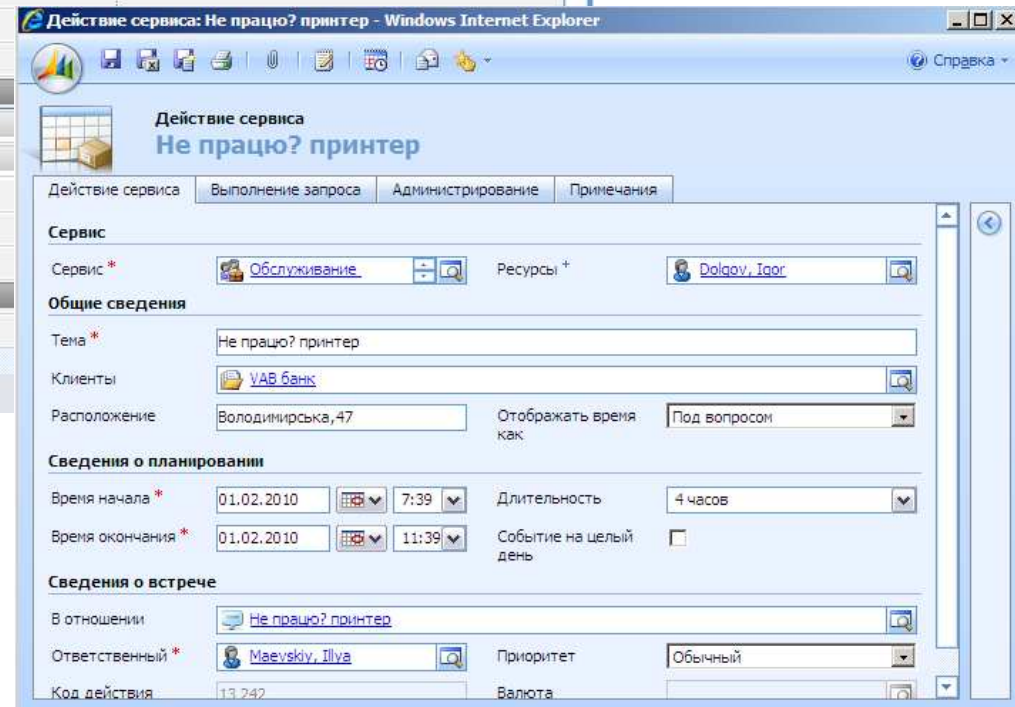 Действие сервиса: Не працю? принтер - Windows Internet Explorer
Справка
Действие сервиса
Не працю? принтер
Действие сервиса Выполнение запроса Администрирование Примечания
Сервис
Сервис * Обслуживание Ресурсы + Dolgov, Igor
Общие сведения
Тема * Не працю? принтер
Клиенты VAB банк
Расположение Володимирська,47 Отображать время как Под вопросом
Сведения о планировании
Время начала * 01.02.2010 7:39 Длительность 4 часов
Время окончания * 01.02.2010 11:39 Событие на целый день
Сведения о встрече
В отношении Не працю? принтер
Ответственный * Maevskiy, Illya Приоритет Обычный
Код действия 13 242 Валюта